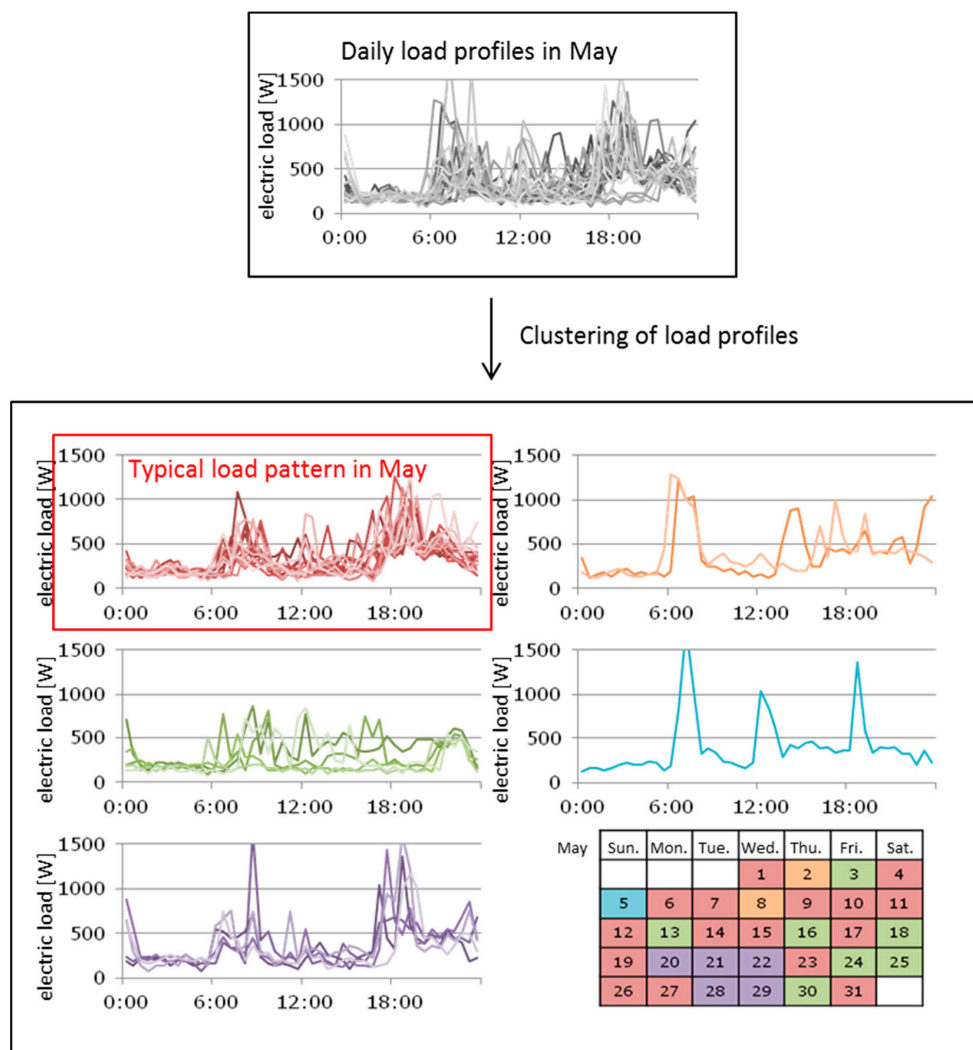 Daily load profiles in May
electric load [W]
1500
1000
500
0
0:00 6:00 12:00 18:00
Clustering of load profiles
Typical load pattern in May
electric load [W]
1500
1000
500
0
0:00 6:00 12:00 18:00
electric load [W]
1500
1000
500
0
0:00 6:00 12:00 18:00
electric load [W]
1500
1000
500
0
0:00 6:00 12:00 18:00
electric load [W]
1500
1000
500
0
0:00 6:00 12:00 18:00
electric load [W]
1500
1000
500
0
0:00 6:00 12:00 18:00
May Sun. Mon. Tue. Wed. Thu. Fri. Sat.
1 2 3 4
5 6 7 8 9 10 11
12 13 14 15 16 17 18
19 20 21 22 23 24 25
26 27 28 29 30 31